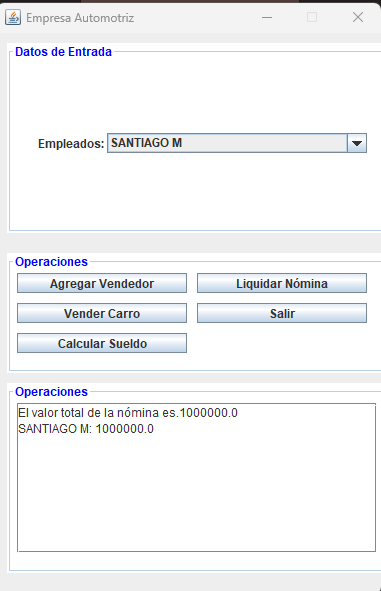 Empresa Automotriz
Datos de Entrada
Empleados: SANTIAGO M
Operaciones
Agregar Vendedor Liquidar Nómina
Vender Carro Salir
Calcular Sueldo
Operaciones
El valor total de la nómina es.1000000.0
SANTIAGO M: 1000000.0